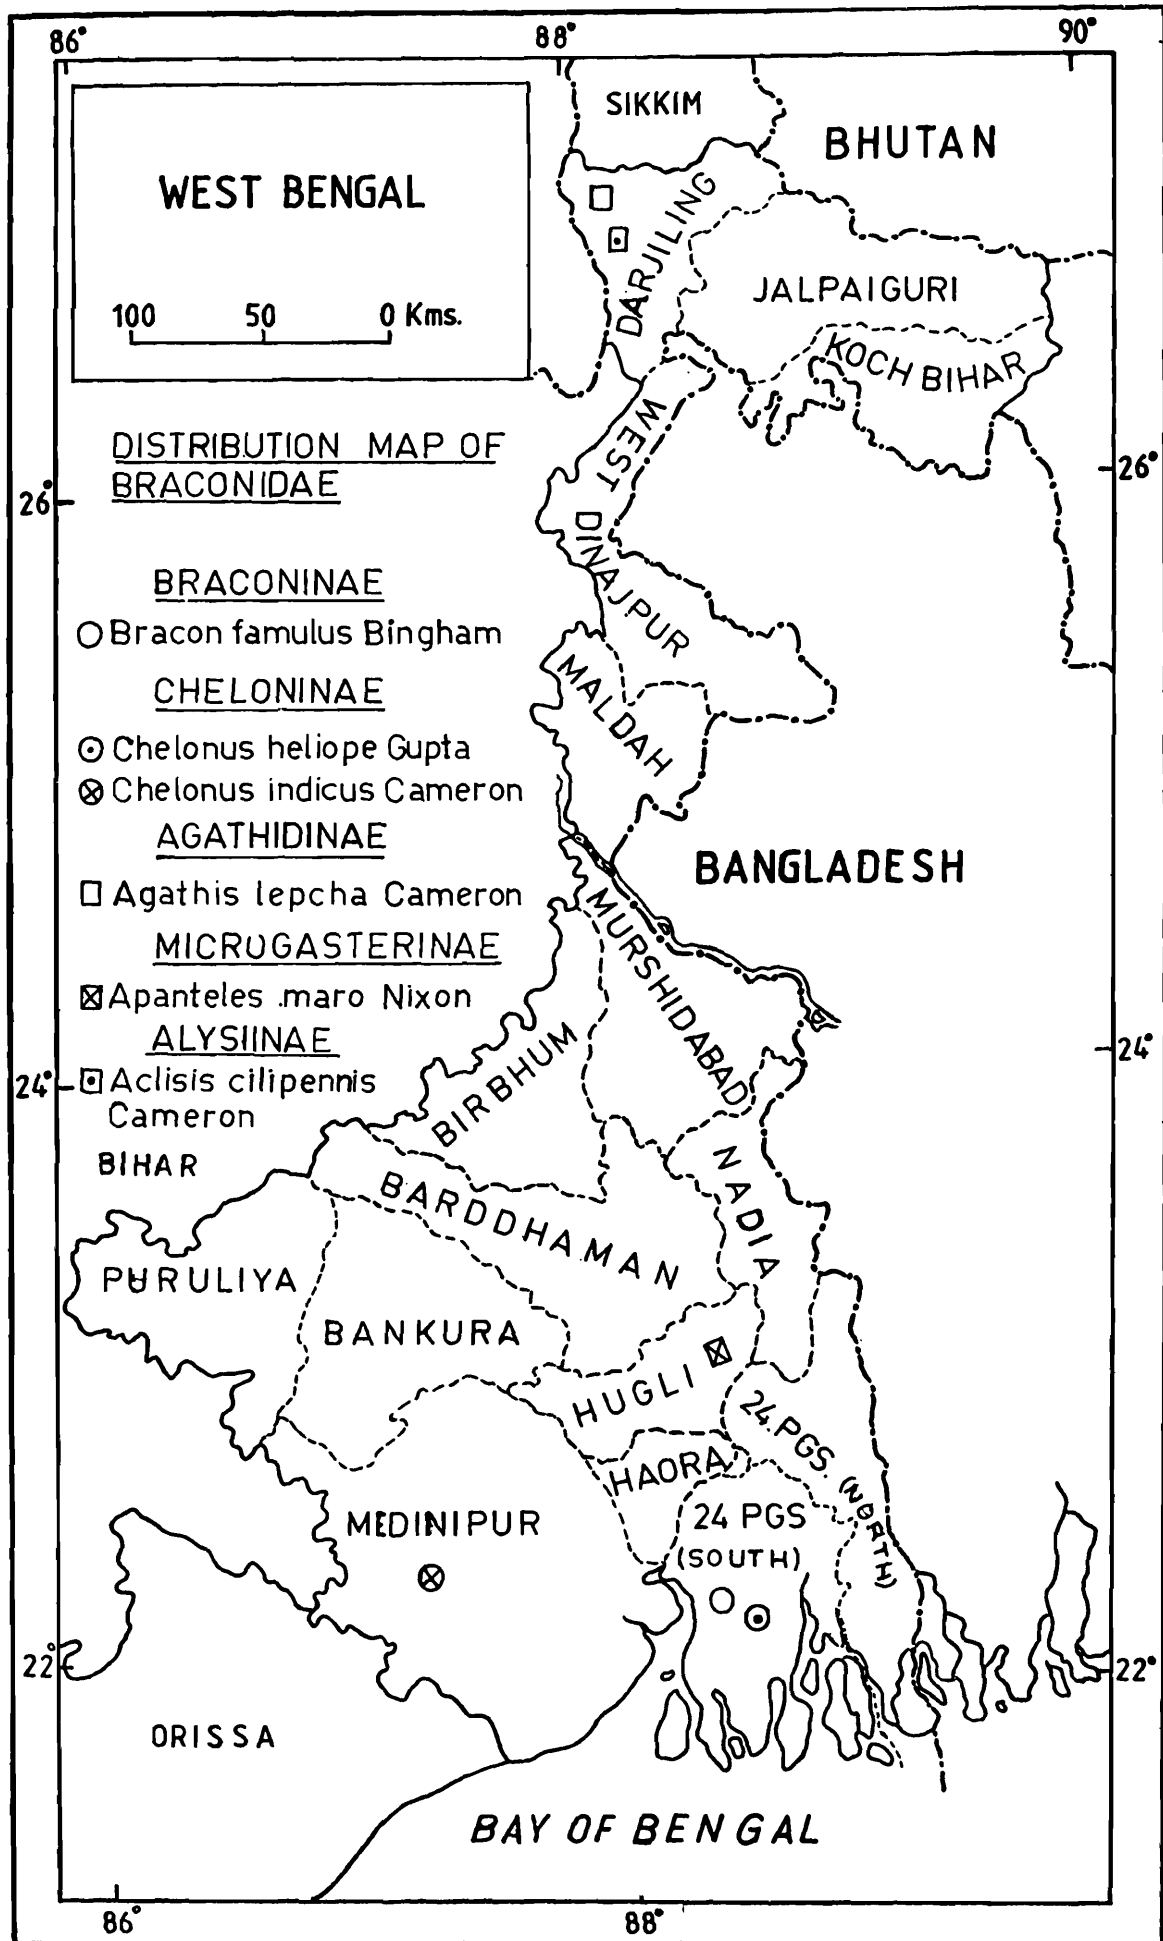 86°
88°
90°
SIKKIM
BHUTAN
WEST BENGAL
100 50 0 Kms.
DARJILING
JALPAIGURI
KOCH BIHAR
DISTRIBUTION MAP OF
BRACONIDAE
26°
26°
WEST
DINAJPUR
BRACONINAE
Bracon famulus Bingham
CHELONINAE
MALDAH
Chelonus heliope Gupta
Chelonus indicus Cameron
AGATHIDINAE
BANGLADESH
Agathis lepcha Cameron
MICROGASTERINAE
MURSHIDABAD
Apanteles .maro Nixon
ALYSIINAE
24°
24°
Aclisis cilipennis
Cameron
BIRBHUM
BIHAR
NADIA
BARDDHAMAN
PURULIYA
BANKURA
HUGLI
24 PGS.
(NORTH)
HAORA
24 PGS
(SOUTH)
MEDINIPUR
22°
22°
ORISSA
BAY OF BENGAL
86°
88°